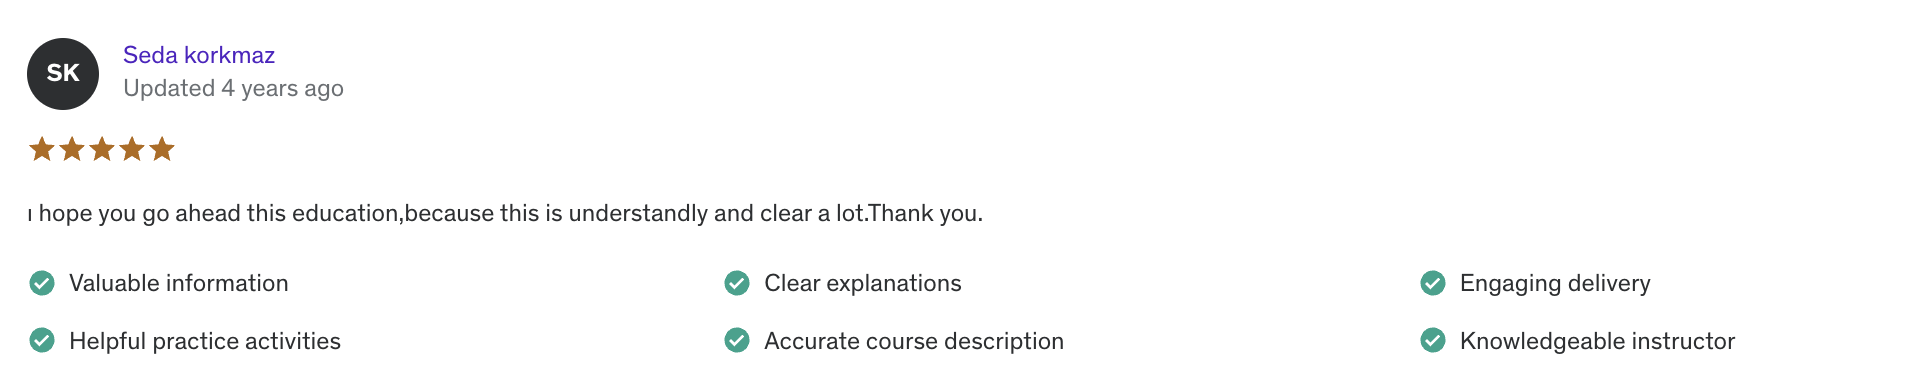 SK
Seda korkmaz
Updated 4 years ago
ı hope you go ahead this education,because this is understandly and clear a lot.Thank you.
Valuable information
Clear explanations
Engaging delivery
Helpful practice activities
Accurate course description
Knowledgeable instructor